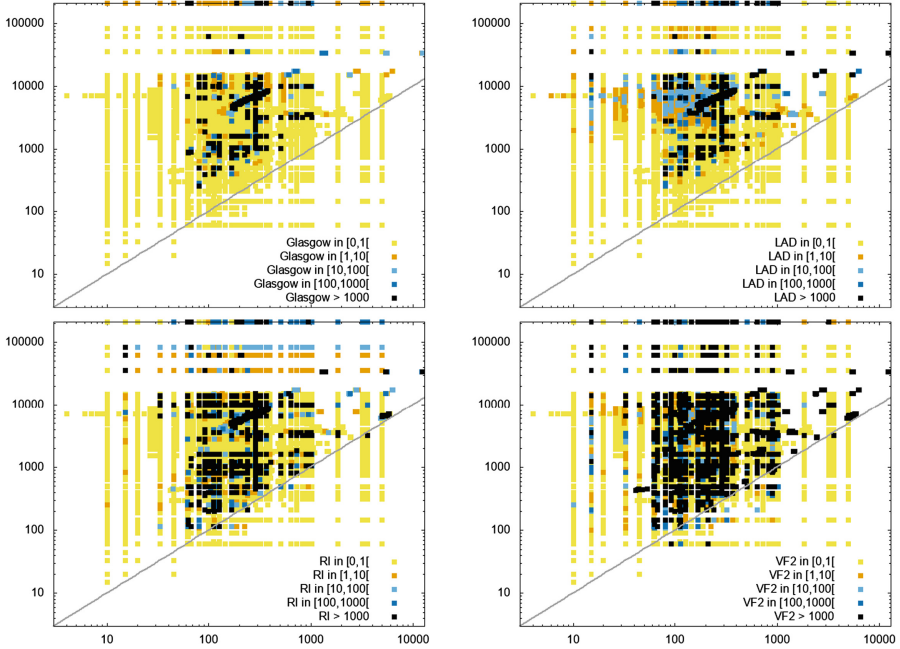 100000
10000
1000
100
10
Glasgow in [0,1[
Glasgow in [1,10[
Glasgow in [10,100[
Glasgow in [100,1000[
Glasgow > 1000
100000
10000
1000
100
10
LAD in [0,1[
LAD in [1,10[
LAD in [10,100[
LAD in [100,1000[
LAD > 1000
100000
10000
1000
100
10
RI in [0,1[
RI in [1,10[
RI in [10,100[
RI in [100,1000[
RI > 1000
10 100 1000 10000
100000
10000
1000
100
10
VF2 in [0,1[
VF2 in [1,10[
VF2 in [10,100[
VF2 in [100,1000[
VF2 > 1000
10 100 1000 10000